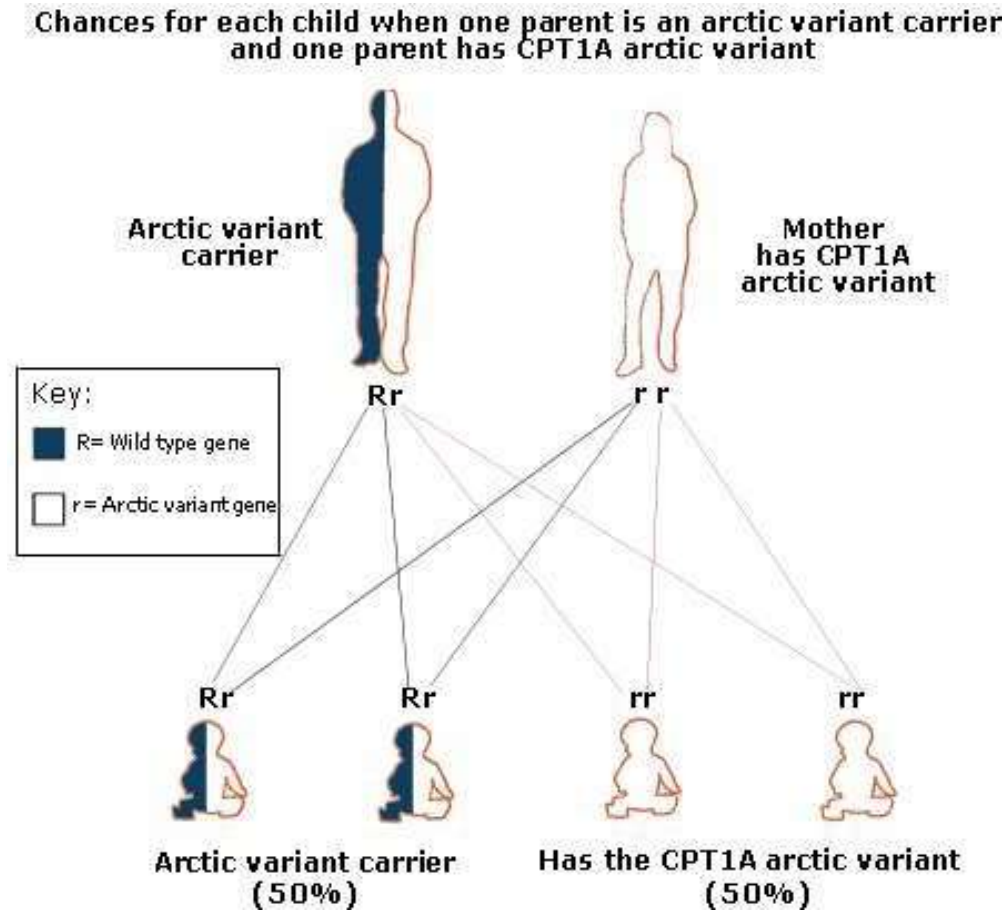 Chances for each child when one parent is an arctic variant carrier
and one parent has CPT1A arctic variant
Arctic variant
carrier
Mother
has CPT1A
arctic variant
Key:
R= Wild type gene
r = Arctic variant gene
Rr
r r
Rr
Rr
rr
rr
Arctic variant carrier
(50%)
Has the CPT1A arctic variant
(50%)